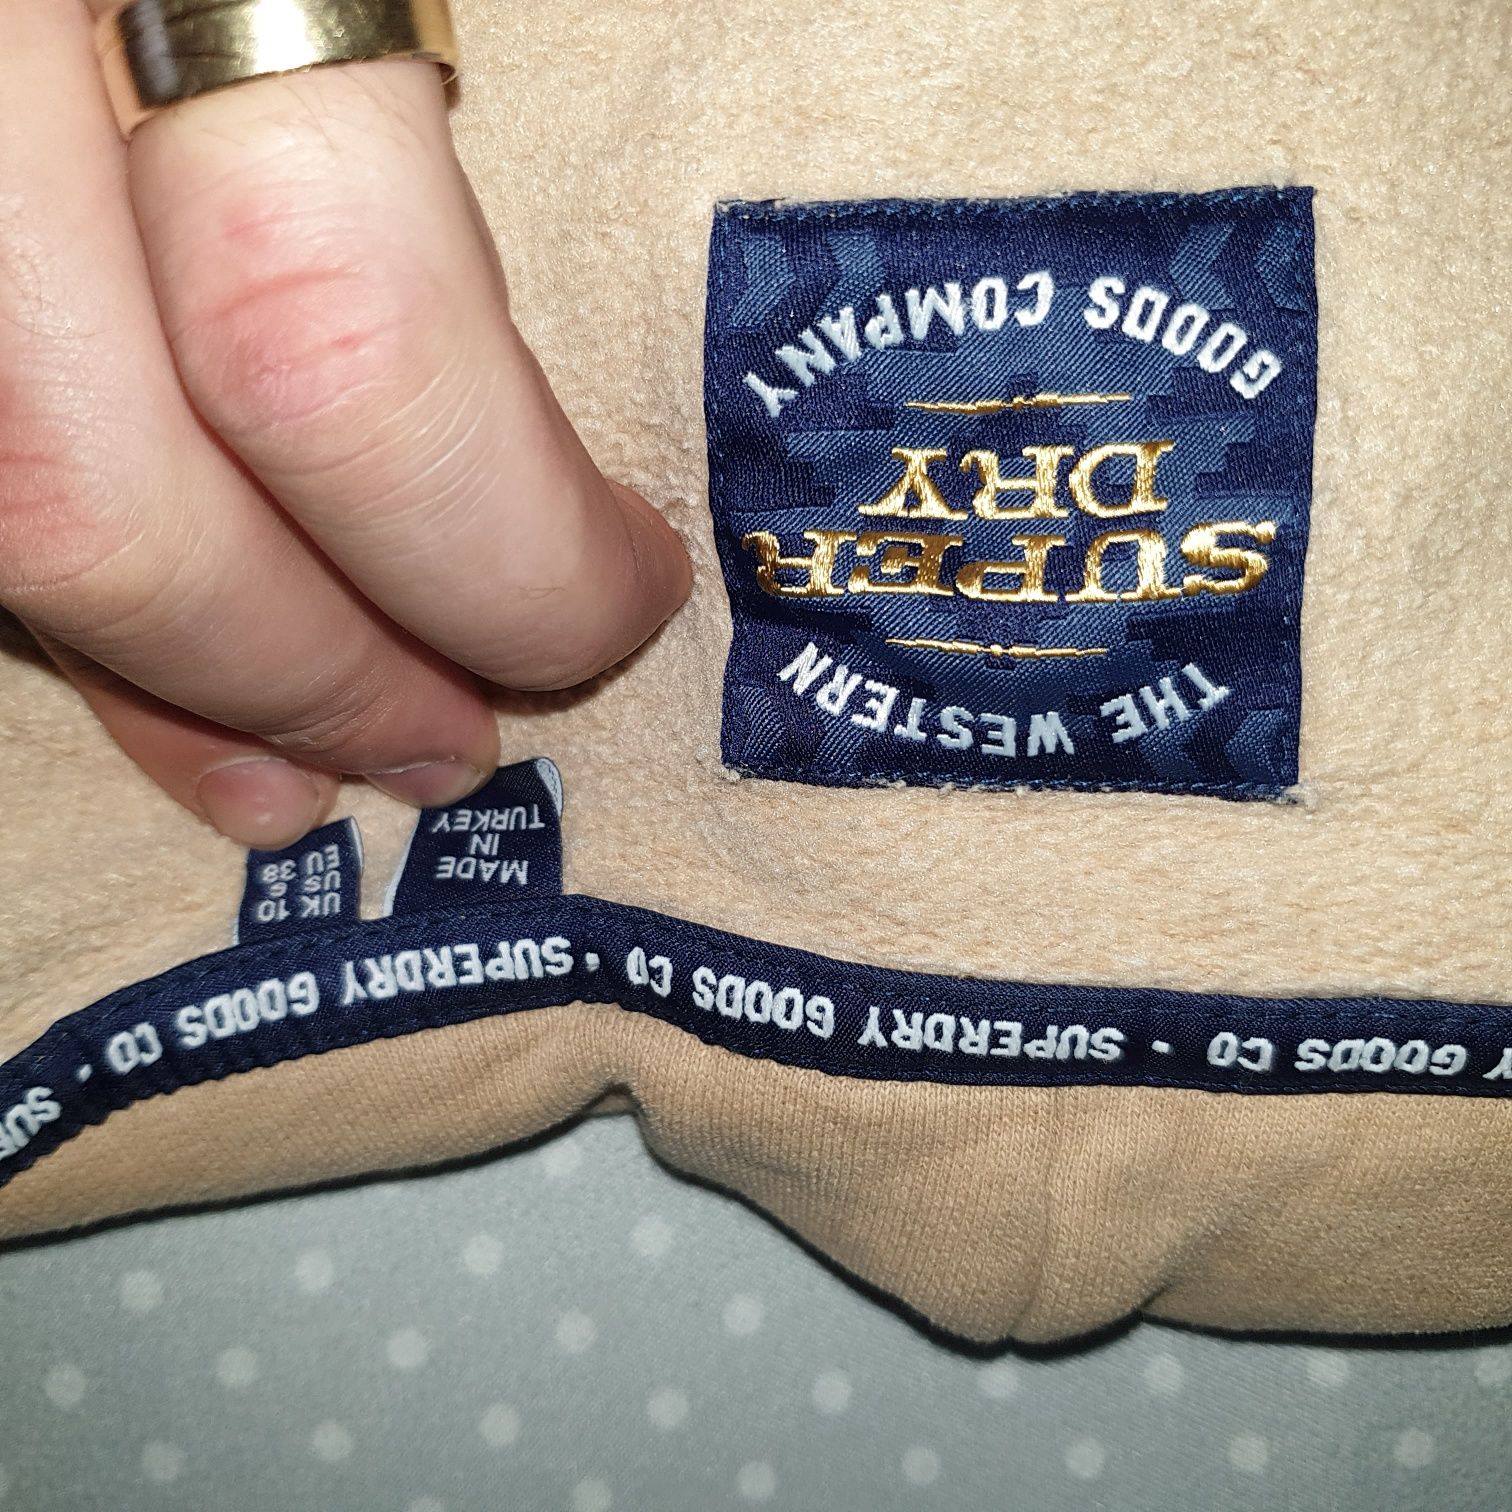 THE WESTERN
SUPER
DRY
GOODS COMPANY
MADE
IN
TURKEY
UK 10
US 6
EU 38
SUPERDRY GOODS CO • SUPERDRY GOODS CO •